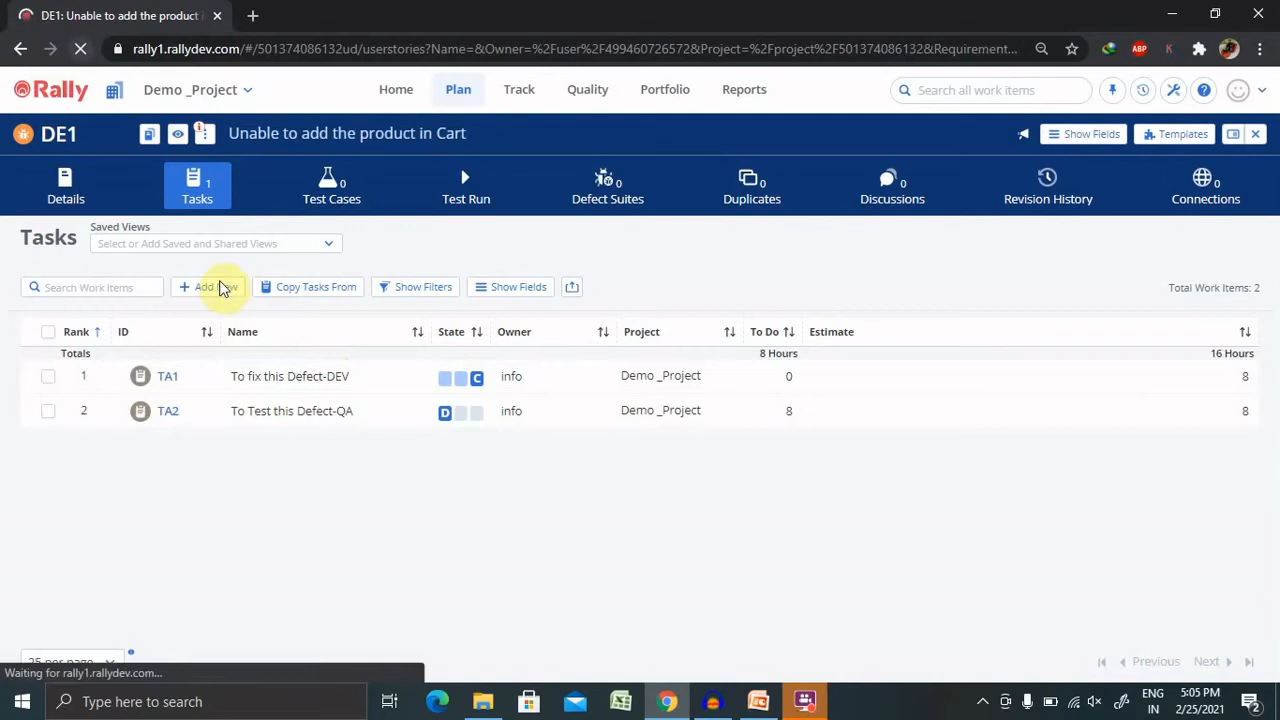 DE1: Unable to add the product in
rally1.rallydev.com/#/501374086132ud/userstories?Name=&Owner=%2Fuser%2F499460726572&Project=%2Fproject%2F501374086132&Requirement...
ABP
K
Rally
Demo _Project
Home
Plan
Track
Quality
Portfolio
Reports
Search all work items
DE1
Unable to add the product in Cart
Show Fields
Templates
Details
1
Tasks
0
Test Cases
Test Run
0
Defect Suites
0
Duplicates
0
Discussions
Revision History
0
Connections
Tasks
Saved Views
Select or Add Saved and Shared Views
Search Work Items
Copy Tasks From
Show Filters
Show Fields
Total Work Items: 2
Rank ID Name State Owner Project To Do Estimate
Totals 8 Hours 16 Hours
1 TA1 To fix this Defect-DEV C info Demo _Project 0 8
2 TA2 To Test this Defect-QA D info Demo _Project 8 8
25 per page
Previous Next
Waiting for rally1.rallydev.com...
Type here to search
ENG
IN
5:05 PM
2/25/2021
2